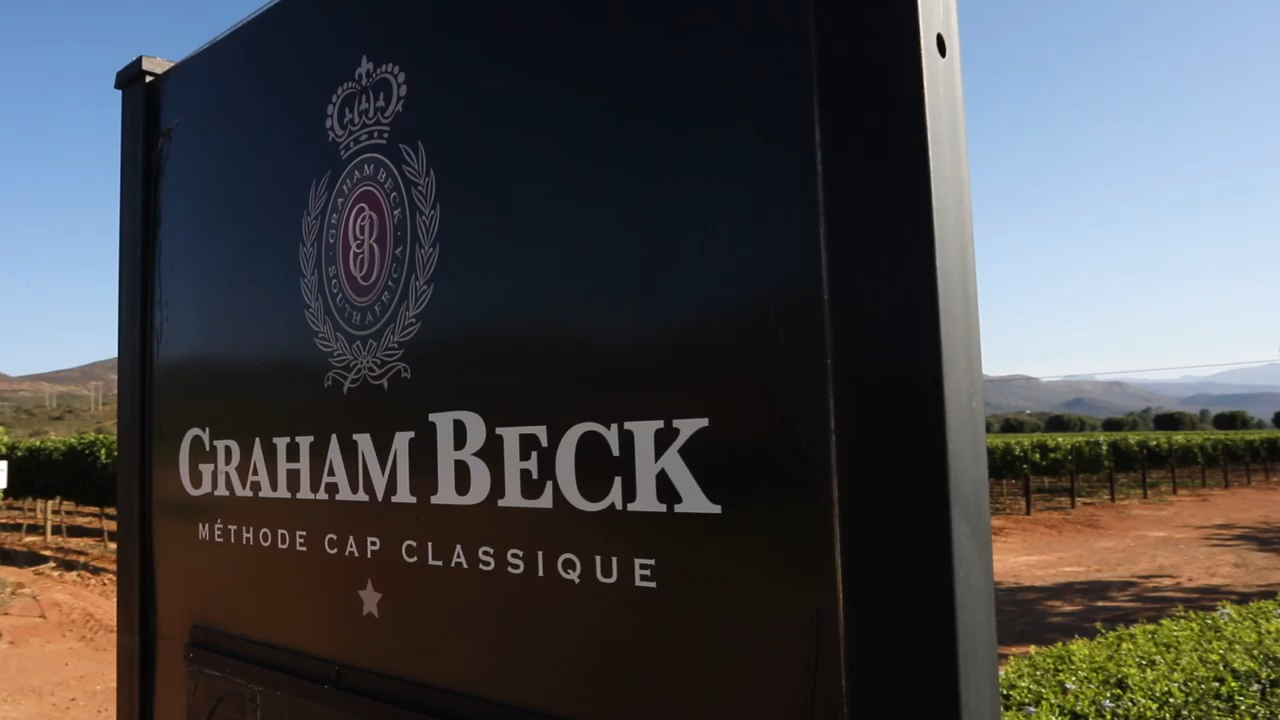 GRAHAM BECK
SOUTH AFRICA
GB
GRAHAM BECK
MÉTHODE CAP CLASSIQUE